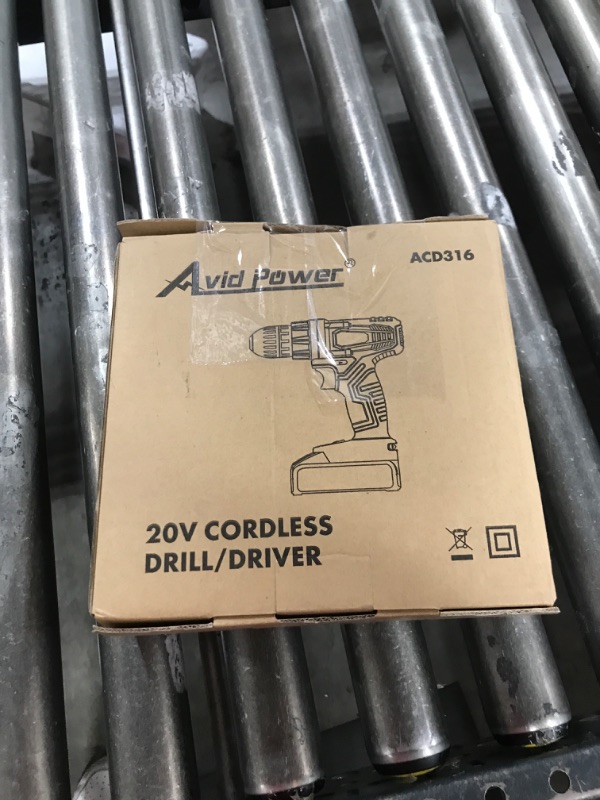 Avid Power®
ACD316
20V CORDLESS
DRILL/DRIVER